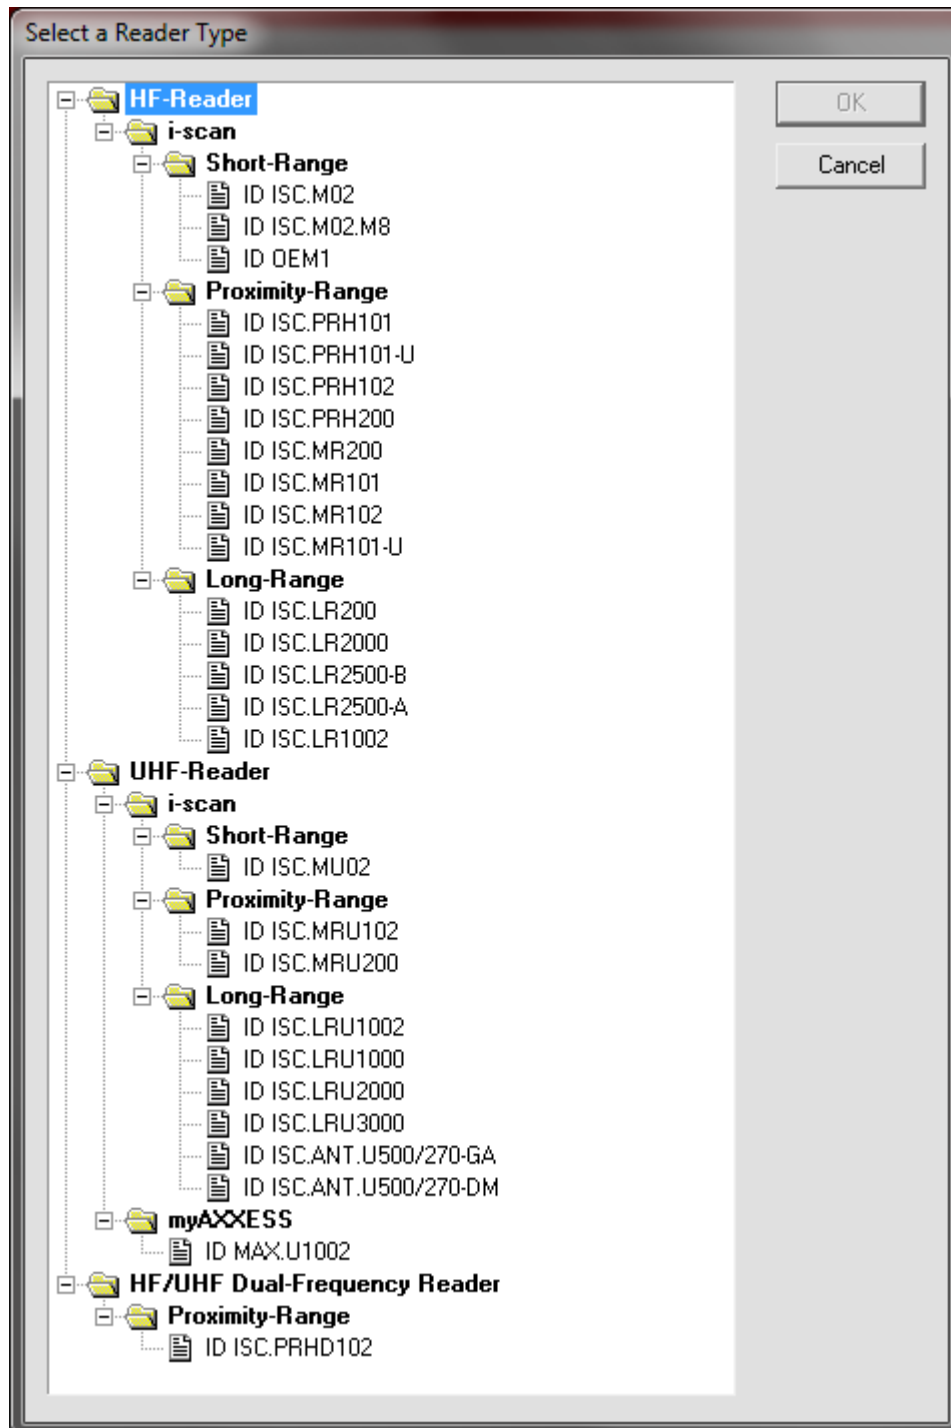 Select a Reader Type
HF-Reader
OK
i-scan
Short-Range
Cancel
ID ISC.M02
ID ISC.M02.M8
ID OEM1
Proximity-Range
ID ISC.PRH101
ID ISC.PRH101-U
ID ISC.PRH102
ID ISC.PRH200
ID ISC.MR200
ID ISC.MR101
ID ISC.MR102
ID ISC.MR101-U
Long-Range
ID ISC.LR200
ID ISC.LR2000
ID ISC.LR2500-B
ID ISC.LR2500-A
ID ISC.LR1002
UHF-Reader
i-scan
Short-Range
ID ISC.MU02
Proximity-Range
ID ISC.MRU102
ID ISC.MRU200
Long-Range
ID ISC.LRU1002
ID ISC.LRU1000
ID ISC.LRU2000
ID ISC.LRU3000
ID ISC.ANT.U500/270-GA
ID ISC.ANT.U500/270-DM
myAXXESS
ID MAX.U1002
HF/UHF Dual-Frequency Reader
Proximity-Range
ID ISC.PRHD102